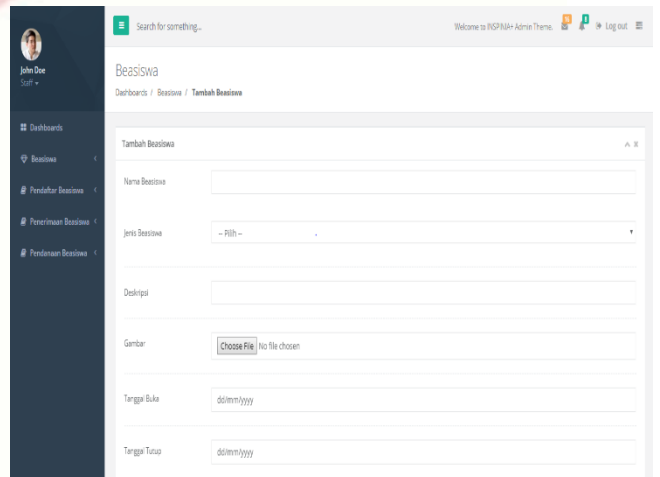 Search for something...
Welcome to INSPINIA+ Admin Theme.
Log out
John Doe
Staff
Dashboards
Beasiswa
Pendaftar Beasiswa
Penerimaan Beasiswa
Pendanaan Beasiswa
Beasiswa
Dashboards / Beasiswa / Tambah Beasiswa
Tambah Beasiswa
Nama Beasiswa
Jenis Beasiswa
-- Pilih --
Deskripsi
Gambar
Choose File No file chosen
Tanggal Buka
dd/mm/yyyy
Tanggal Tutup
dd/mm/yyyy